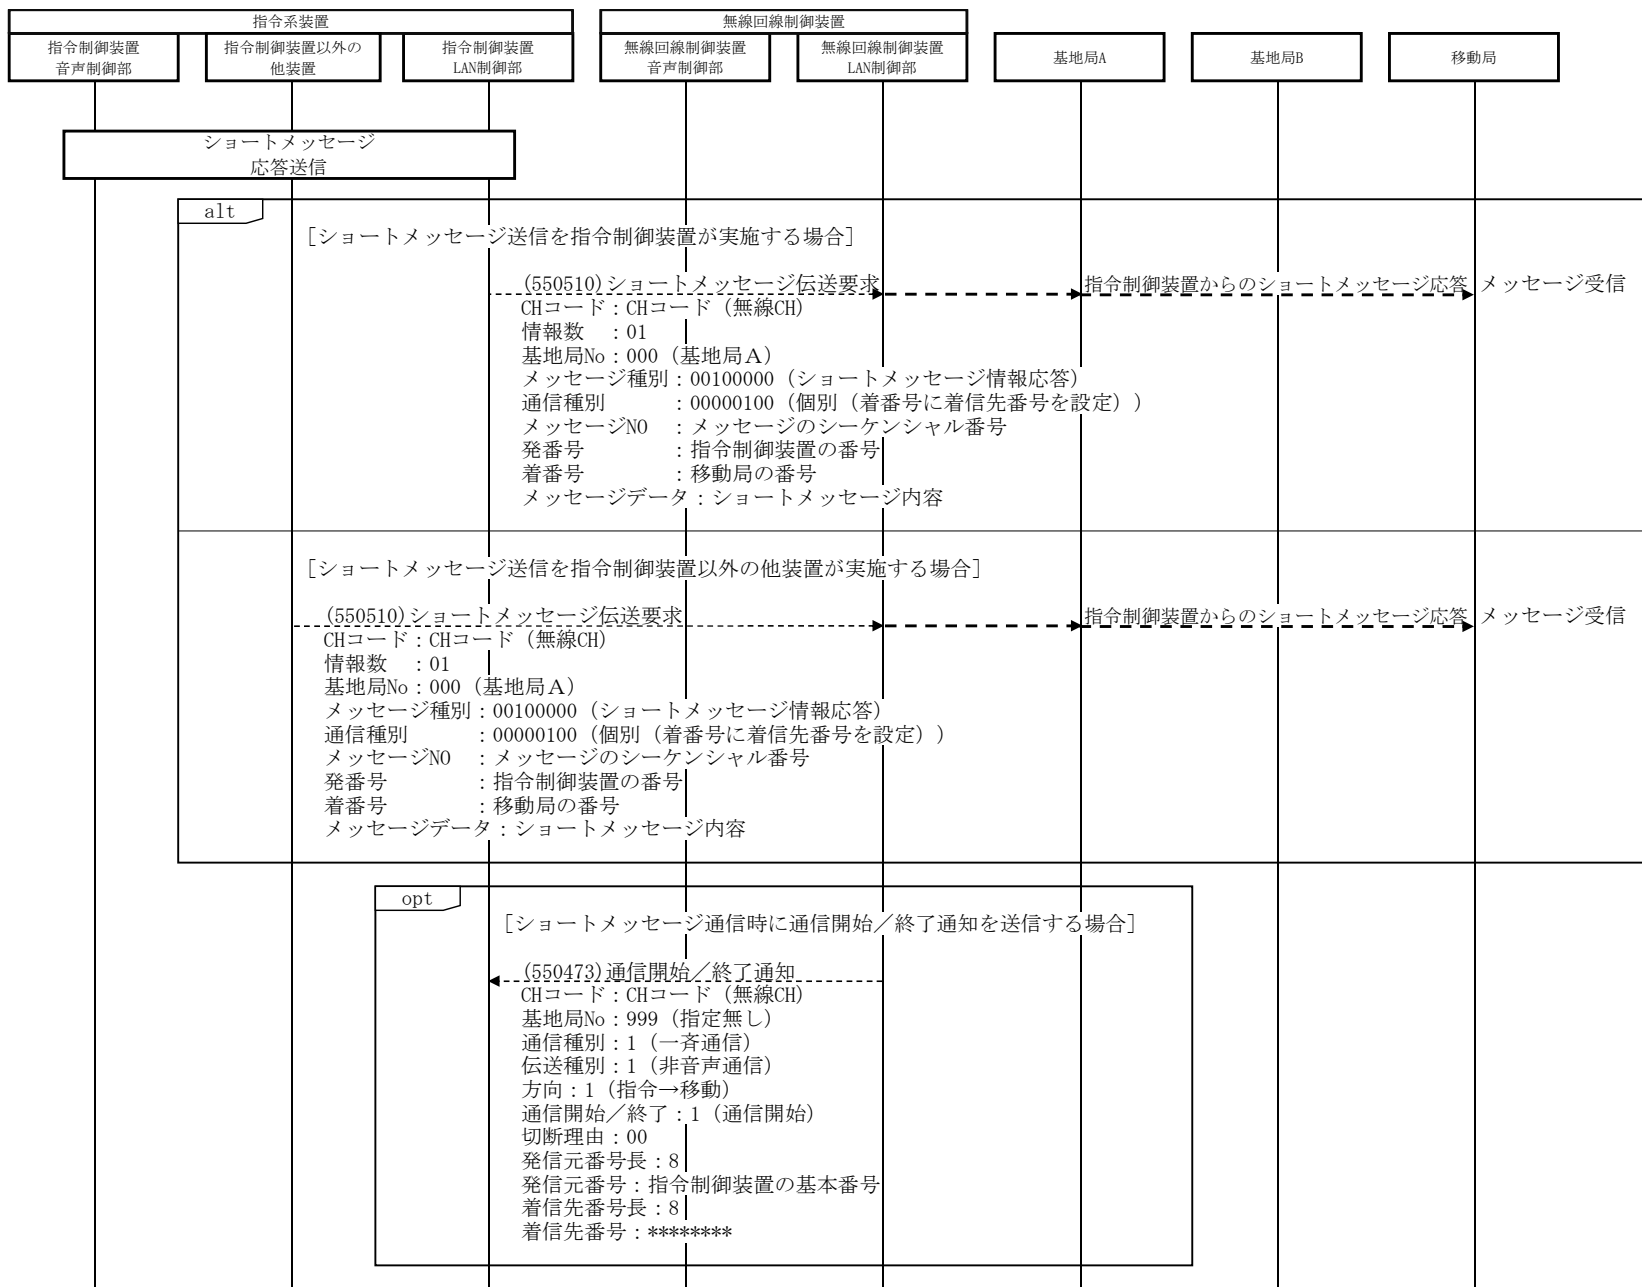 指令系装置
無線回線制御装置
指令制御装置
音声制御部
指令制御装置以外の
他装置
指令制御装置
LAN制御部
無線回線制御装置
音声制御部
無線回線制御装置
LAN制御部
基地局A
基地局B
移動局
ショートメッセージ
応答送信
alt
[ショートメッセージ送信を指令制御装置が実施する場合]
(550510)ショートメッセージ伝送要求
指令制御装置からのショートメッセージ応答
メッセージ受信
CHコード：CHコード（無線CH）
情報数　：01
基地局No：000（基地局Ａ）
メッセージ種別：00100000（ショートメッセージ情報応答）
通信種別　　　：00000100（個別（着番号に着信先番号を設定））
メッセージNO　：メッセージのシーケンシャル番号
発番号　　　　：指令制御装置の番号
着番号　　　　：移動局の番号
メッセージデータ：ショートメッセージ内容
[ショートメッセージ送信を指令制御装置以外の他装置が実施する場合]
(550510)ショートメッセージ伝送要求
指令制御装置からのショートメッセージ応答
メッセージ受信
CHコード：CHコード（無線CH）
情報数　：01
基地局No：000（基地局Ａ）
メッセージ種別：00100000（ショートメッセージ情報応答）
通信種別　　　：00000100（個別（着番号に着信先番号を設定））
メッセージNO　：メッセージのシーケンシャル番号
発番号　　　　：指令制御装置の番号
着番号　　　　：移動局の番号
メッセージデータ：ショートメッセージ内容
opt
[ショートメッセージ通信時に通信開始／終了通知を送信する場合]
(550473)通信開始／終了通知
CHコード：CHコード（無線CH）
基地局No：999（指定無し）
通信種別：1（一斉通信）
伝送種別：1（非音声通信）
方向：1（指令→移動）
通信開始／終了：1（通信開始）
切断理由：00
発信元番号長：8
発信元番号：指令制御装置の基本番号
着信先番号長：8
着信先番号：********